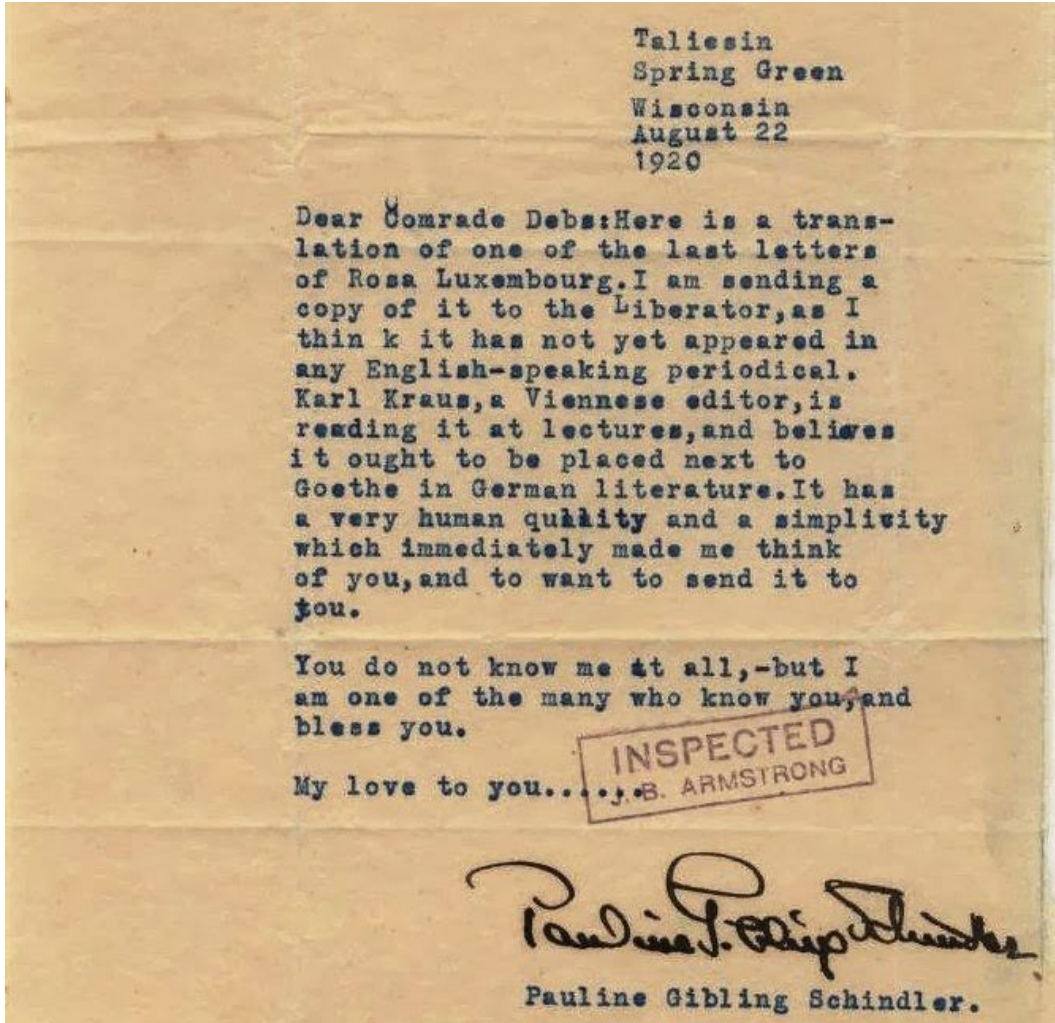 Taliesin
Spring Green
Wisconsin
August 22
1920
Dear Comrade Debs:Here is a trans-
lation of one of the last letters
of Rosa Luxembourg.I am sending a
copy of it to the Liberator,as I
thin k it has not yet appeared in
any English-speaking periodical.
Karl Kraus,a Viennese editor,is
reading it at lectures,and believes
it ought to be placed next to
Goethe in German literature.It has
a very human quality and a simplicity
which immediately made me think
of you,and to want to send it to
you.
You do not know me at all,-but I
am one of the many who know you,and
bless you.
INSPECTED
J. B. ARMSTRONG
My love to you......
Pauline G. Schindler
Pauline Gibling Schindler.